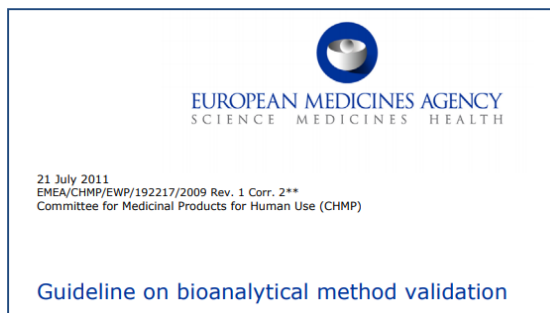 EUROPEAN MEDICINES AGENCY
SCIENCE MEDICINES HEALTH
21 July 2011
EMEA/CHMP/EWP/192217/2009 Rev. 1 Corr. 2**
Committee for Medicinal Products for Human Use (CHMP)
Guideline on bioanalytical method validation